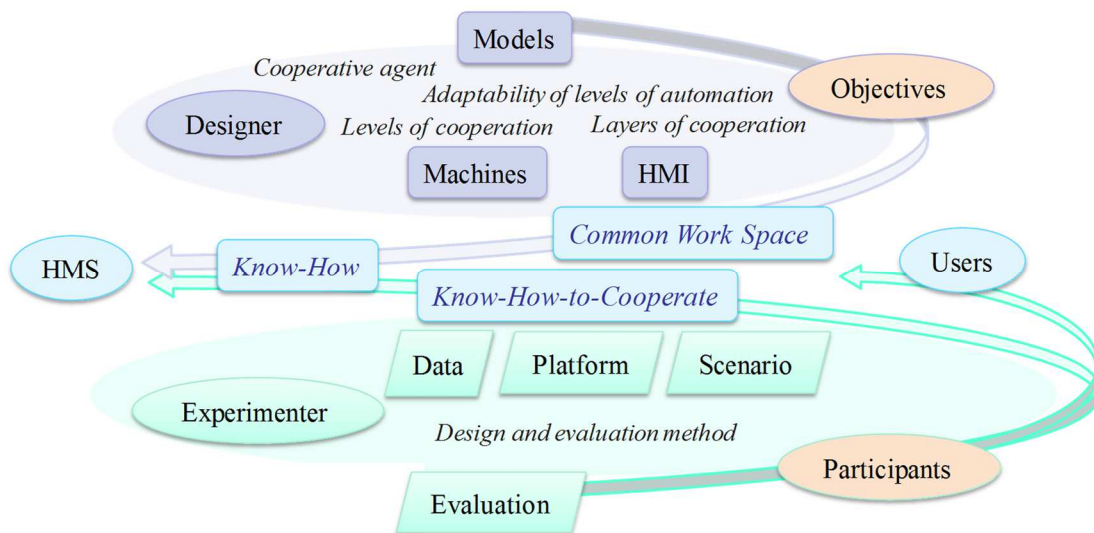 Models
Cooperative agent
Objectives
Adaptability of levels of automation
Designer
Levels of cooperation
Layers of cooperation
Machines
HMI
Common Work Space
HMS
Know-How
Users
Know-How-to-Cooperate
Data
Platform
Scenario
Experimenter
Design and evaluation method
Participants
Evaluation